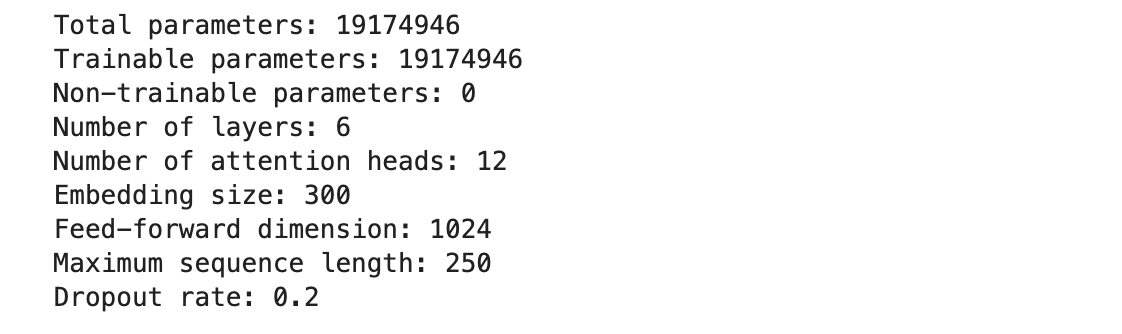 Total parameters: 19174946
Trainable parameters: 19174946
Non-trainable parameters: 0
Number of layers: 6
Number of attention heads: 12
Embedding size: 300
Feed-forward dimension: 1024
Maximum sequence length: 250
Dropout rate: 0.2